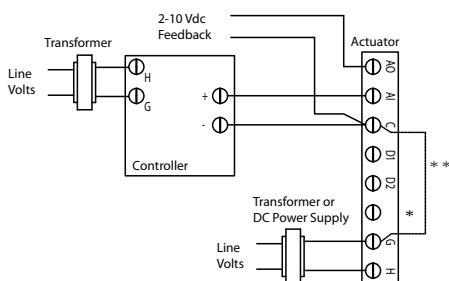 2-10 Vdc
Feedback
Transformer
Actuator
Line
Volts
H
G
+
-
Controller
AO
AI
C
D1
D2
*
* *
Transformer or
DC Power Supply
Line
Volts
G
H